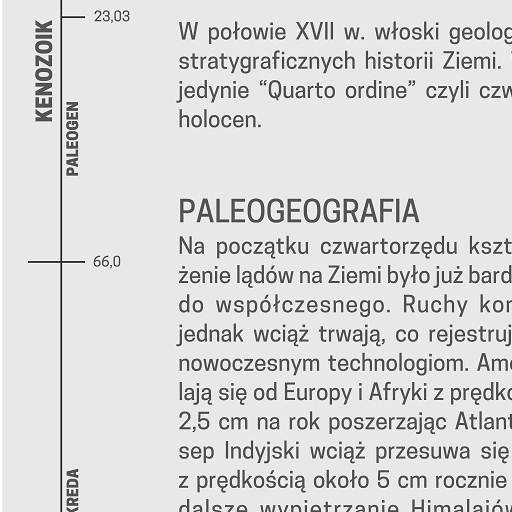 23,03
KENOZOIK
PALEOGEN
66,0
KREDA
W połowie XVII w. włoski geolog
stratygraficznych historii Ziemi.
jedynie “Quarto ordine” czyli czw
holocen.
PALEOGEOGRAFIA
Na początku czwartorzędu kszt
żenie lądów na Ziemi było już bard
do współczesnego. Ruchy kon
jednak wciąż trwają, co rejestruj
nowoczesnym technologiom. Ame
lają się od Europy i Afryki z prędko
2,5 cm na rok poszerzając Atlant
sep Indyjski wciąż przesuwa się
z prędkością około 5 cm rocznie
dalsze wypiętrzanie Himalajów